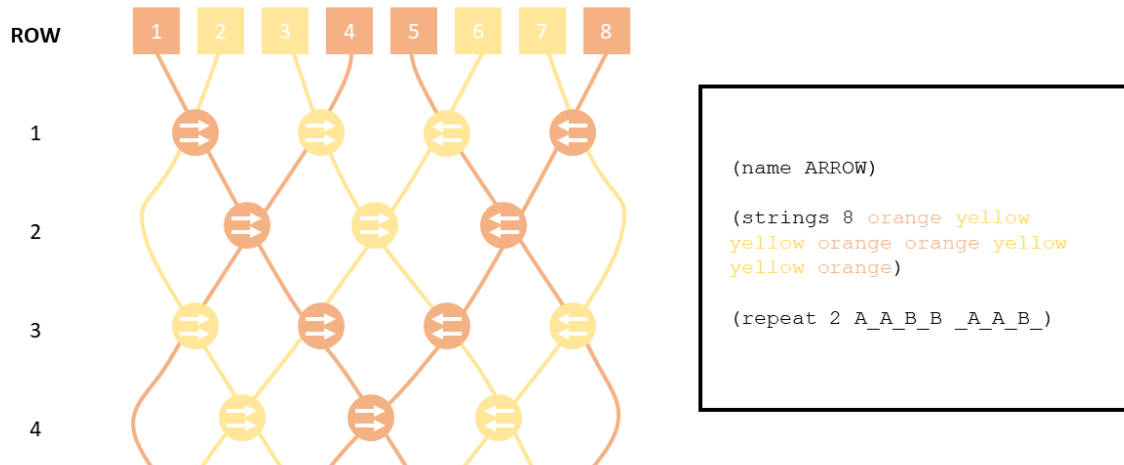 ROW
1 2 3 4 5 6 7 8
1
2
3
4
(name ARROW)
(strings 8 orange yellow
yellow orange orange yellow
yellow orange)
(repeat 2 A_A_B_B _A_A_B_)